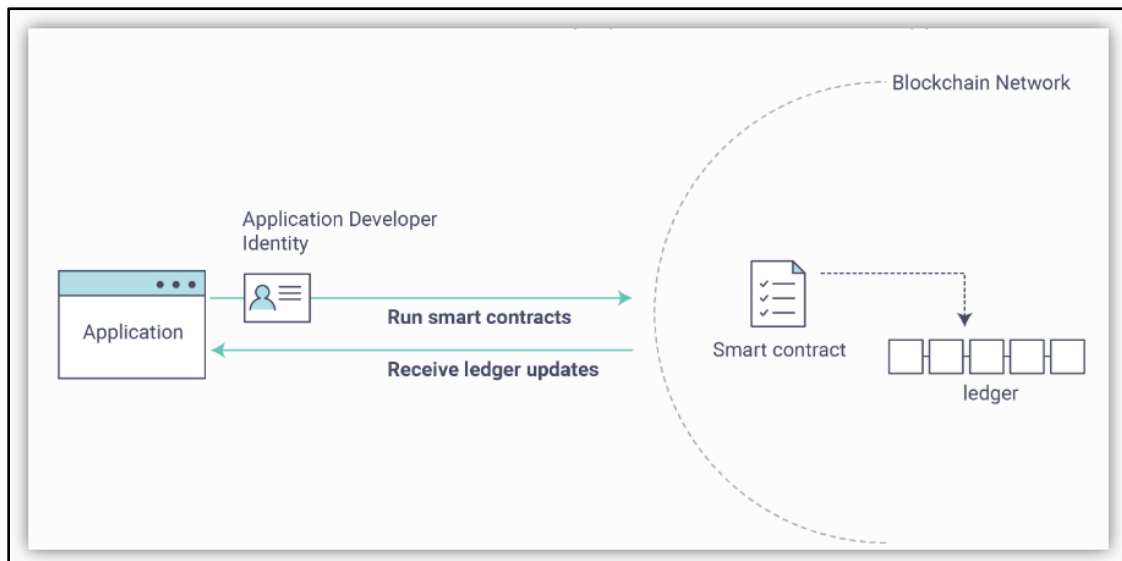 Blockchain Network
Application Developer
Identity
Application
Run smart contracts
Receive ledger updates
Smart contract
ledger